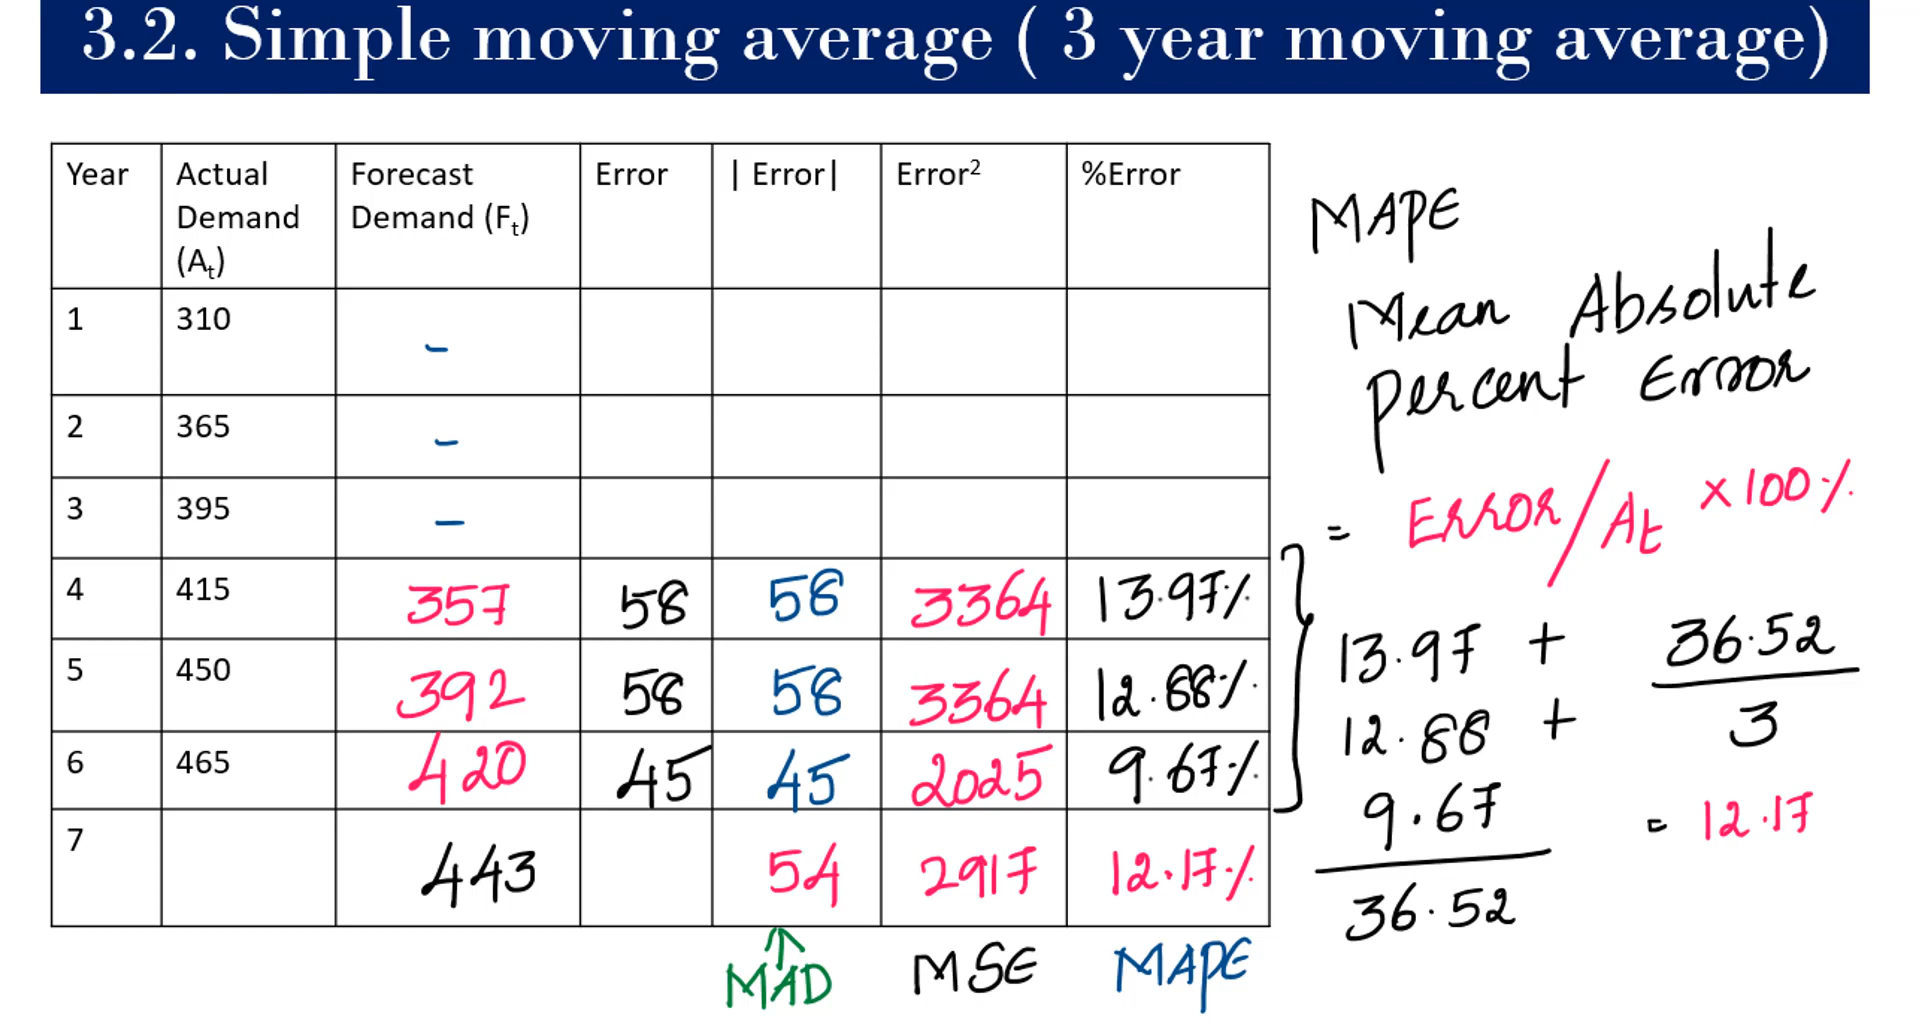 3.2. Simple moving average ( 3 year moving average)
Year Actual Demand (At) Forecast Demand (Ft) Error | Error| Error² %Error
1 310 –
2 365 –
3 395 –
4 415 357 58 58 3364 13.97%
5 450 392 58 58 3364 12.88%
6 465 420 45 45 2025 9.67%
7 443 54 2917 12.17%
MAD MSE MAPE
MAPE
Mean Absolute
Percent Error
= Error/At ×100%
13.97 +
12.88 +
9.67
36.52
36.52
3
= 12.17